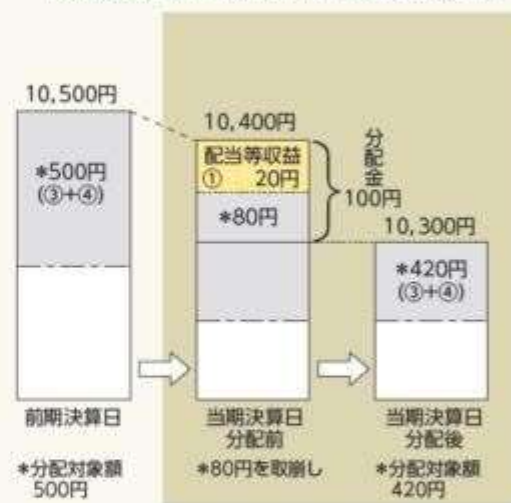 10,500円
*500円
(③+④)
10,400円
配当等収益
① 20円
*80円
分配金
100円
10,300円
*420円
(③+④)
前期決算日
当期決算日
分配前
当期決算日
分配後
*分配対象額
500円
*80円を取崩し
*分配対象額
420円